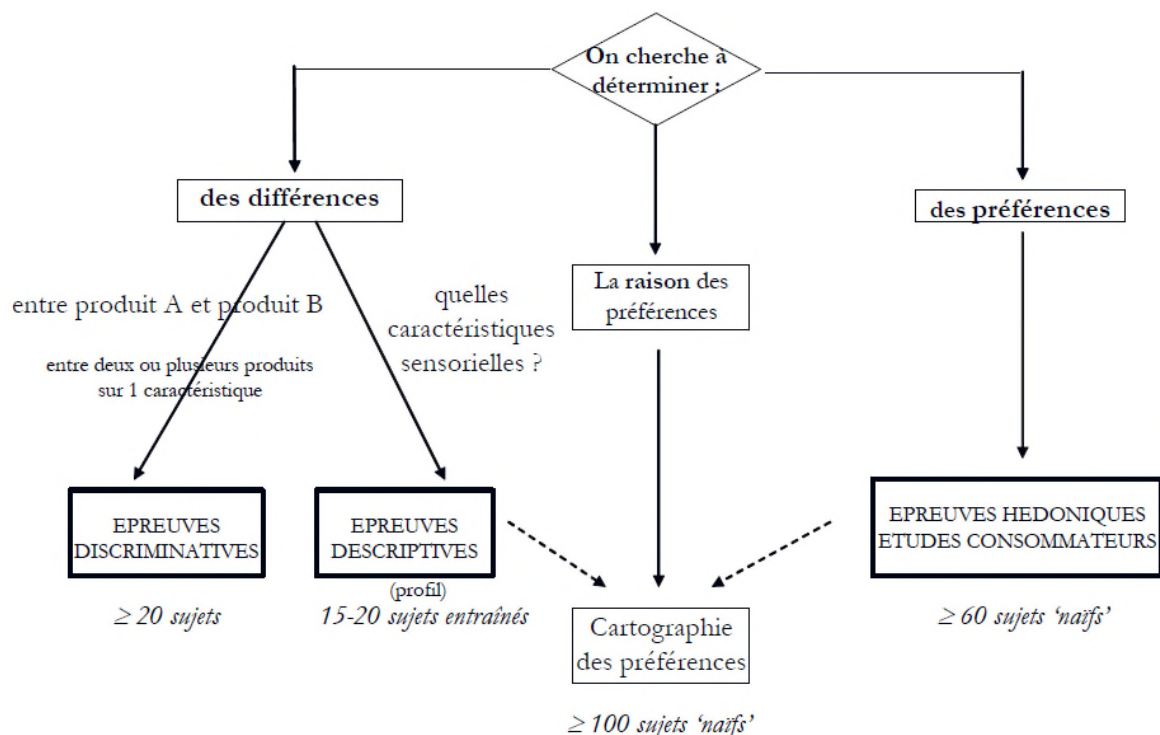 On cherche à
déterminer :
des différences
des préférences
La raison des
préférences
entre produit A et produit B
entre deux ou plusieurs produits
sur 1 caractéristique
quelles
caractéristiques
sensorielles ?
EPREUVES
DISCRIMINATIVES
≥ 20 sujets
EPREUVES
DESCRIPTIVES
(profil)
15-20 sujets entraînés
EPREUVES HEDONIQUES
ETUDES CONSOMMATEURS
≥ 60 sujets ‘naïfs’
Cartographie
des préférences
≥ 100 sujets ‘naïfs’